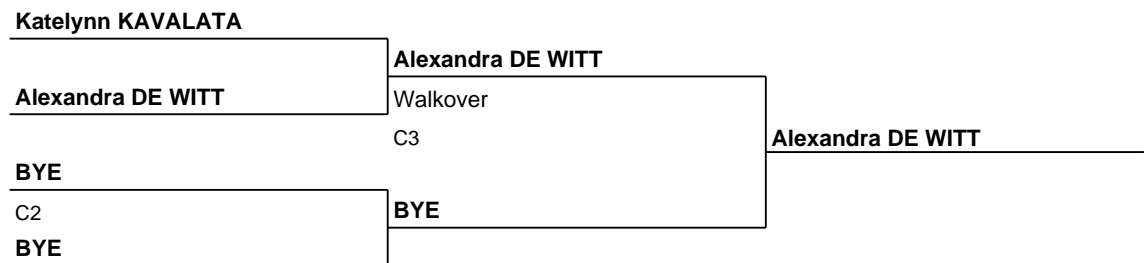 Katelynn KAVALATA
Alexandra DE WITT
Alexandra DE WITT
Walkover
C3
Alexandra DE WITT
BYE
C2
BYE
BYE